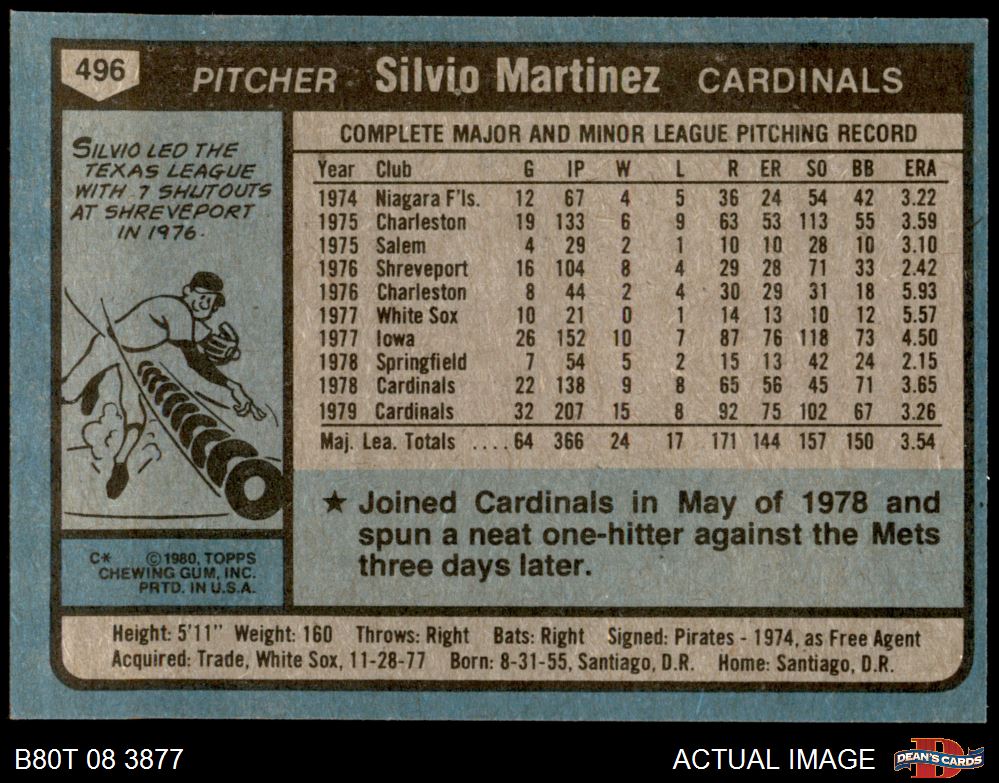 496
PITCHER Silvio Martinez CARDINALS
SILVIO LED THE
TEXAS LEAGUE
WITH 7 SHUTOUTS
AT SHREVEPORT
IN 1976.
C* ©1980, TOPPS
CHEWING GUM, INC.
PRTD. IN U.S.A.
COMPLETE MAJOR AND MINOR LEAGUE PITCHING RECORD
Year Club G IP W L R ER SO BB ERA
1974 Niagara F'ls. 12 67 4 5 36 24 54 42 3.22
1975 Charleston 19 133 6 9 63 53 113 55 3.59
1975 Salem 4 29 2 1 10 10 28 10 3.10
1976 Shreveport 16 104 8 4 29 28 71 33 2.42
1976 Charleston 8 44 2 4 30 29 31 18 5.93
1977 White Sox 10 21 0 1 14 13 10 12 5.57
1977 Iowa 26 152 10 7 87 76 118 73 4.50
1978 Springfield 7 54 5 2 15 13 42 24 2.15
1978 Cardinals 22 138 9 8 65 56 45 71 3.65
1979 Cardinals 32 207 15 8 92 75 102 67 3.26
Maj. Lea. Totals ....64 366 24 17 171 144 157 150 3.54
★ Joined Cardinals in May of 1978 and
spun a neat one-hitter against the Mets
three days later.
Height: 5'11" Weight: 160 Throws: Right Bats: Right Signed: Pirates - 1974, as Free Agent
Acquired: Trade, White Sox, 11-28-77 Born: 8-31-55, Santiago, D.R. Home: Santiago, D.R.
B80T 08 3877
ACTUAL IMAGE
D
DEAN'S CARDS